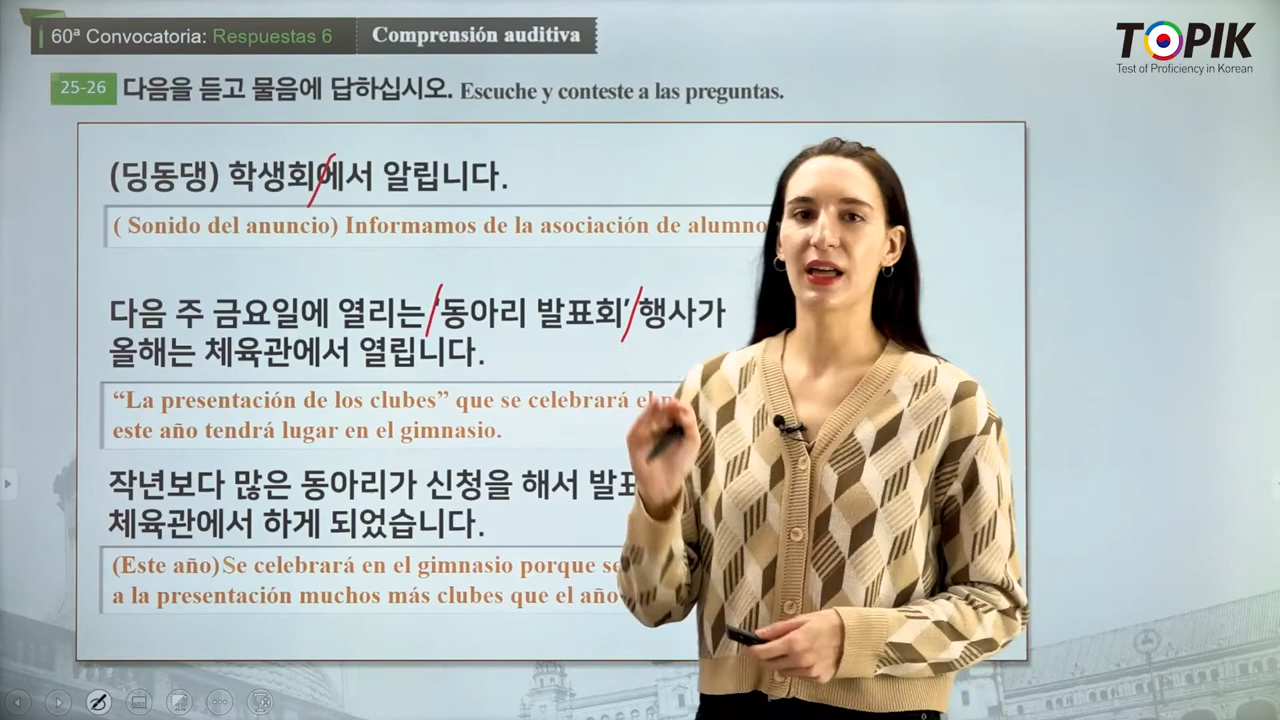 60ª Convocatoria: Respuestas 6
Comprensión auditiva
TOPIK
Test of Proficiency in Korean
25-26 다음을 듣고 물음에 답하십시오. Escuche y conteste a las preguntas.
(딩동댕) 학생회에서 알립니다.
( Sonido del anuncio) Informamos de la asociación de alumno
다음 주 금요일에 열리는 '동아리 발표회' 행사가
올해는 체육관에서 열립니다.
“La presentación de los clubes” que se celebrará el
este año tendrá lugar en el gimnasio.
작년보다 많은 동아리가 신청을 해서
체육관에서 하게 되었습니다.
(Este año)Se celebrará en el gimnasio porque se
a la presentación muchos más clubes que el año